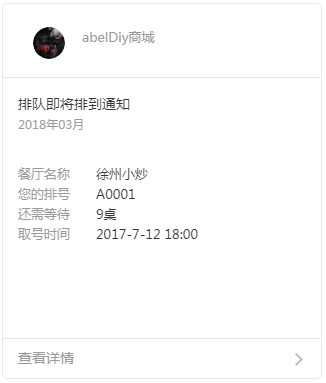 abelDiy商城
排队即将排到通知
2018年03月
餐厅名称 徐州小炒
您的排号 A0001
还需等待 9桌
取号时间 2017-7-12 18:00
查看详情